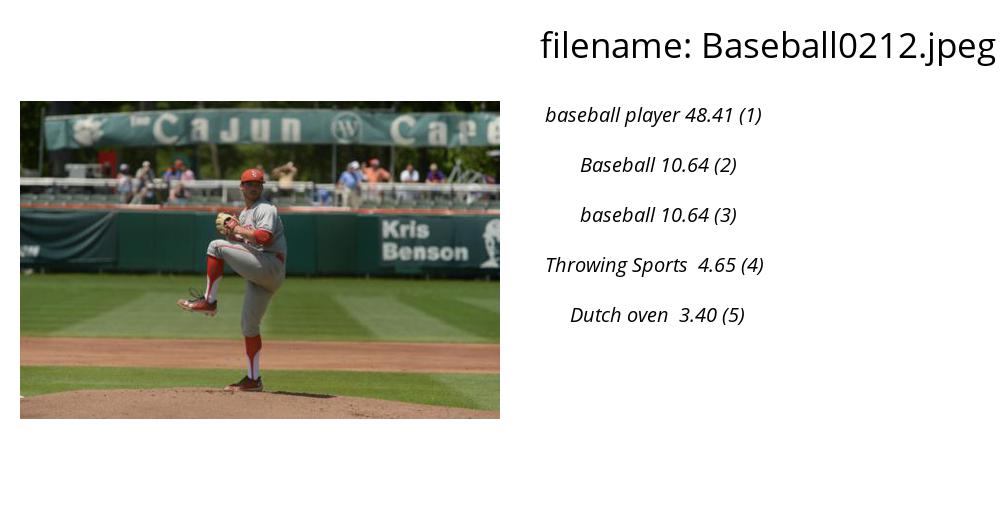 filename: Baseball0212.jpeg
baseball player 48.41 (1)
Baseball 10.64 (2)
baseball 10.64 (3)
Throwing Sports 4.65 (4)
Dutch oven 3.40 (5)
the Cajun W Cafe
Kris
Benson